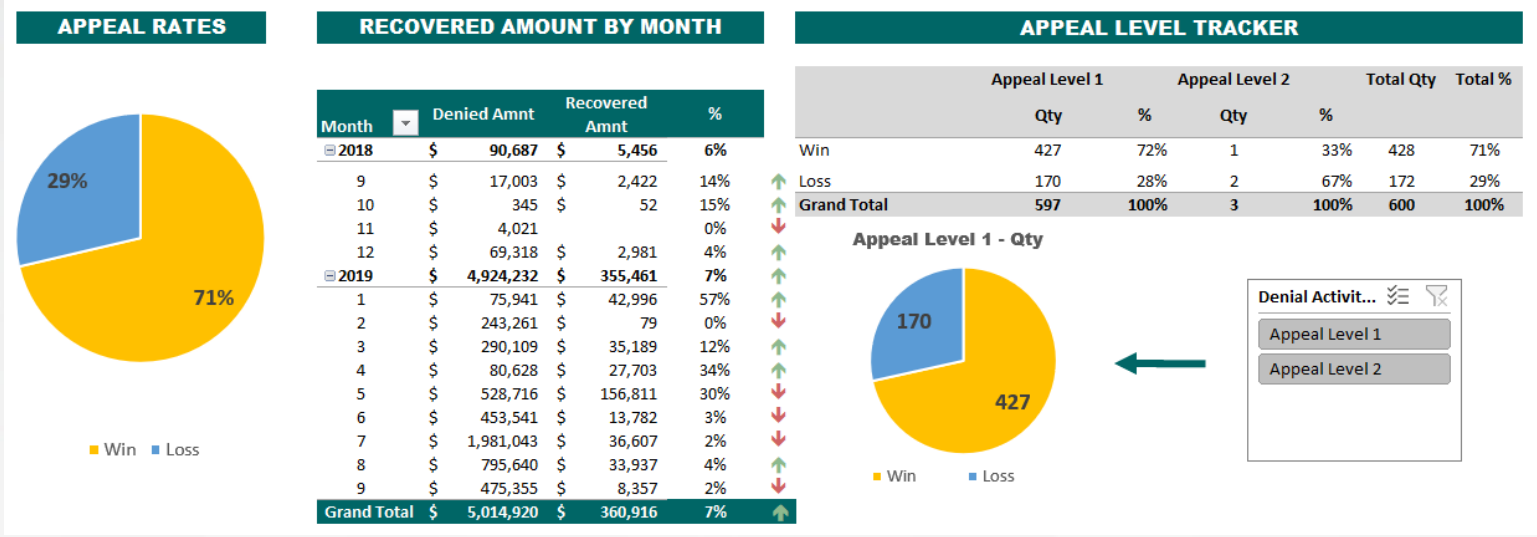 APPEAL RATES
29%
71%
Win Loss
RECOVERED AMOUNT BY MONTH
Month Denied Amnt Recovered Amnt %
2018 $ 90,687 $ 5,456 6%
9 $ 17,003 $ 2,422 14%
10 $ 345 $ 52 15%
11 $ 4,021 0%
12 $ 69,318 $ 2,981 4%
2019 $ 4,924,232 $ 355,461 7%
1 $ 75,941 $ 42,996 57%
2 $ 243,261 $ 79 0%
3 $ 290,109 $ 35,189 12%
4 $ 80,628 $ 27,703 34%
5 $ 528,716 $ 156,811 30%
6 $ 453,541 $ 13,782 3%
7 $ 1,981,043 $ 36,607 2%
8 $ 795,640 $ 33,937 4%
9 $ 475,355 $ 8,357 2%
Grand Total $ 5,014,920 $ 360,916 7%
APPEAL LEVEL TRACKER
Appeal Level 1 Appeal Level 2 Total Qty Total %
Qty % Qty %
Win 427 72% 1 33% 428 71%
Loss 170 28% 2 67% 172 29%
Grand Total 597 100% 3 100% 600 100%
Appeal Level 1 - Qty
170
427
Win Loss
Denial Activit...
Appeal Level 1
Appeal Level 2